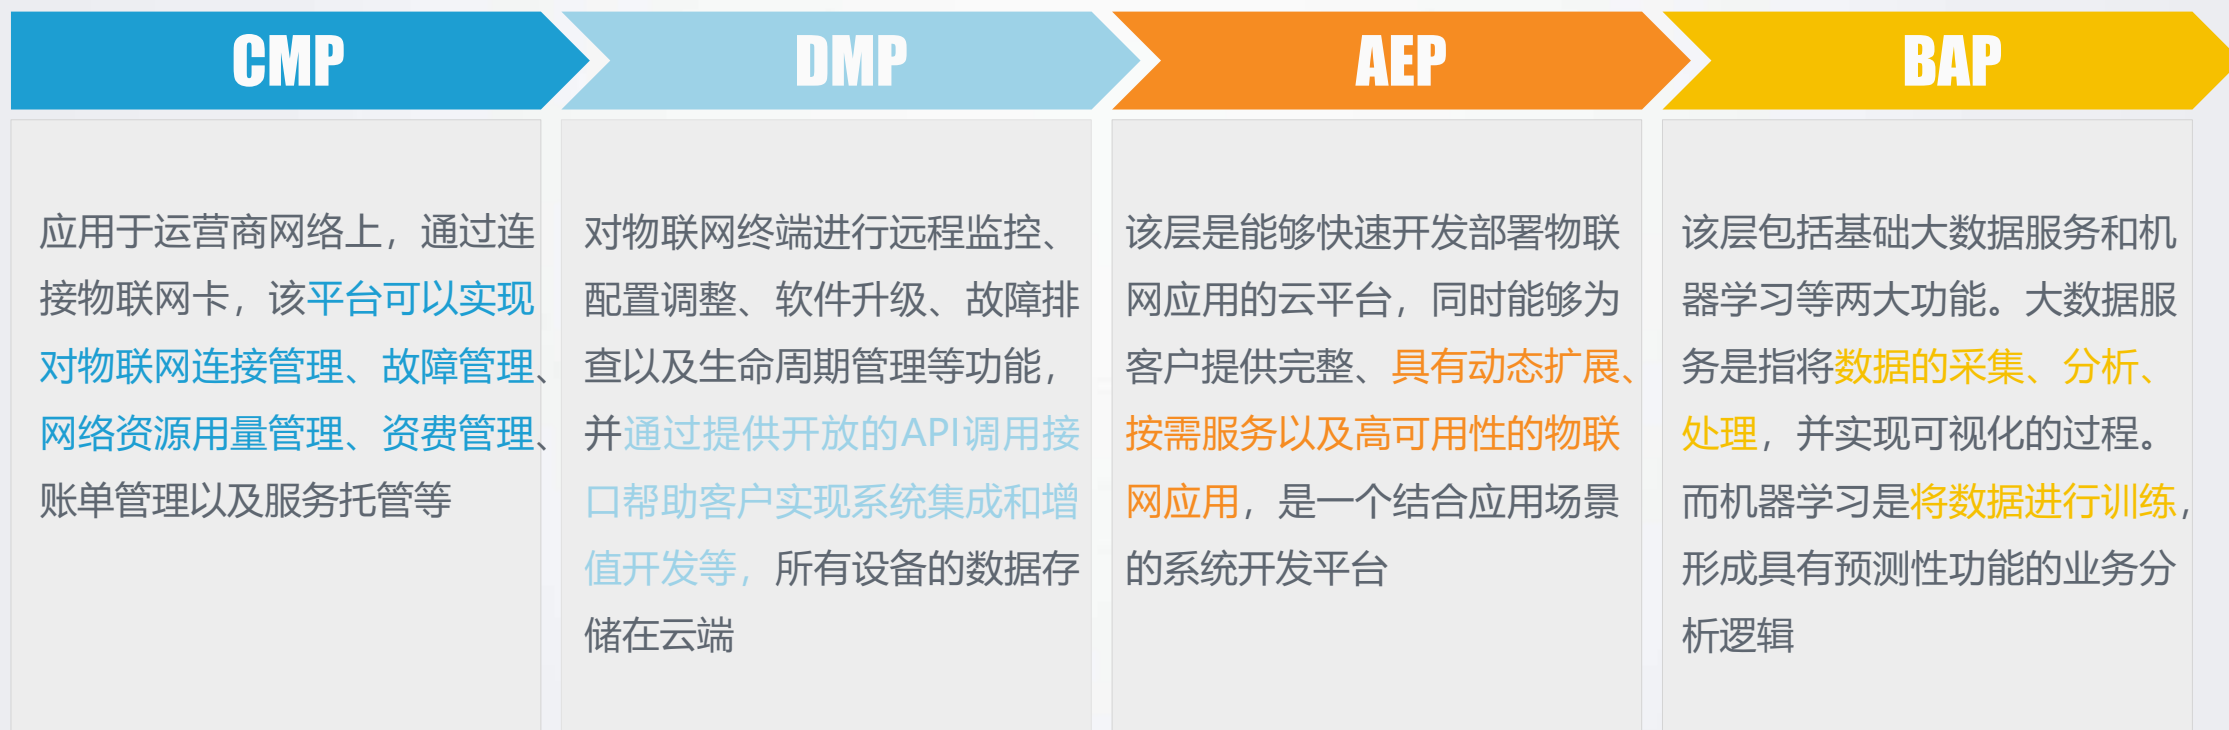 CMP
应用于运营商网络上，通过连
接物联网卡，该平台可以实现
对物联网连接管理、故障管理、
网络资源用量管理、资费管理、
账单管理以及服务托管等
DMP
对物联网终端进行远程监控、
配置调整、软件升级、故障排
查以及生命周期管理等功能，
并通过提供开放的API调用接
口帮助客户实现系统集成和增
值开发等，所有设备的数据存
储在云端
AEP
该层是能够快速开发部署物联
网应用的云平台，同时能够为
客户提供完整、具有动态扩展、
按需服务以及高可用性的物联
网应用，是一个结合应用场景
的系统开发平台
BAP
该层包括基础大数据服务和机
器学习等两大功能。大数据服
务是指将数据的采集、分析、
处理，并实现可视化的过程。
而机器学习是将数据进行训练，
形成具有预测性功能的业务分
析逻辑